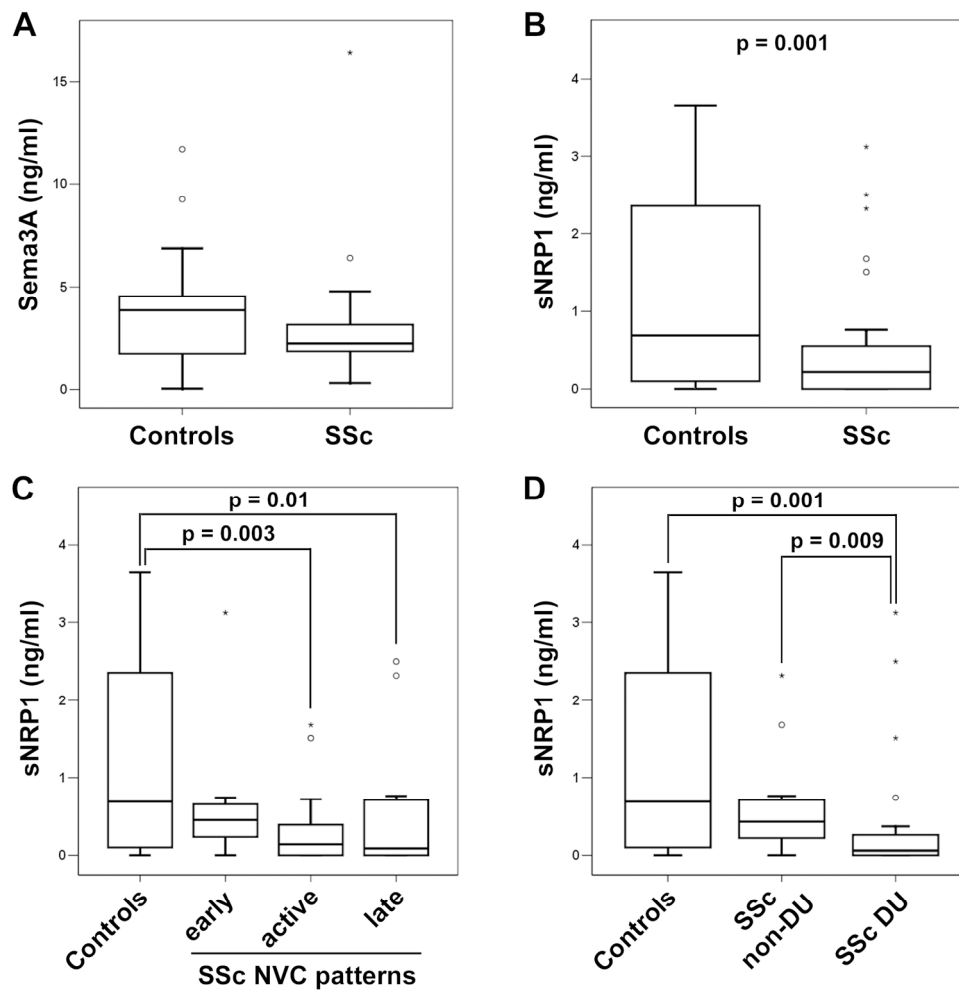 A
Sema3A (ng/ml)
15
10
5
0
Controls
SSc
B
p = 0.001
sNRP1 (ng/ml)
4
3
2
1
0
Controls
SSc
C
p = 0.01
p = 0.003
sNRP1 (ng/ml)
4
3
2
1
0
Controls
early
active
late
SSc NVC patterns
D
p = 0.001
p = 0.009
sNRP1 (ng/ml)
4
3
2
1
0
Controls
SSc
non-DU
SSc DU